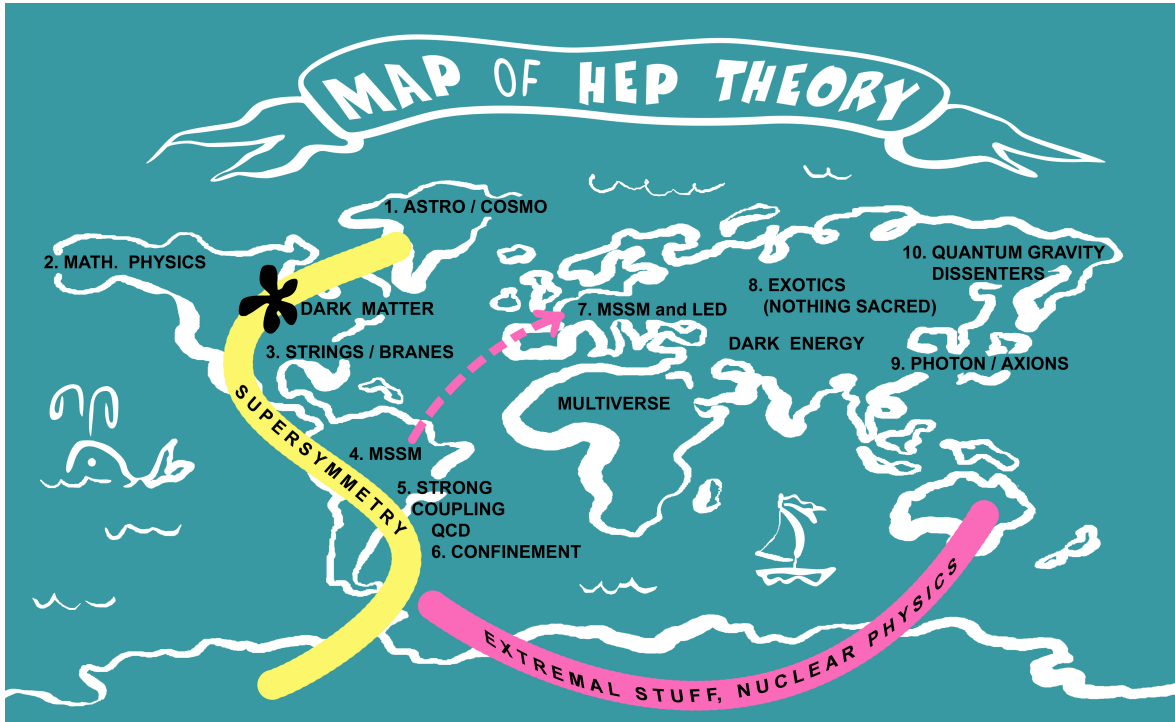 MAP OF HEP THEORY
1. ASTRO / COSMO
2. MATH. PHYSICS
DARK MATTER
3. STRINGS / BRANES
SUPERSYMMETRY
4. MSSM
5. STRONG
COUPLING
QCD
6. CONFINEMENT
7. MSSM and LED
MULTIVERSE
8. EXOTICS
(NOTHING SACRED)
DARK ENERGY
9. PHOTON / AXIONS
10. QUANTUM GRAVITY
DISSENTERS
EXTREMAL STUFF, NUCLEAR PHYSICS